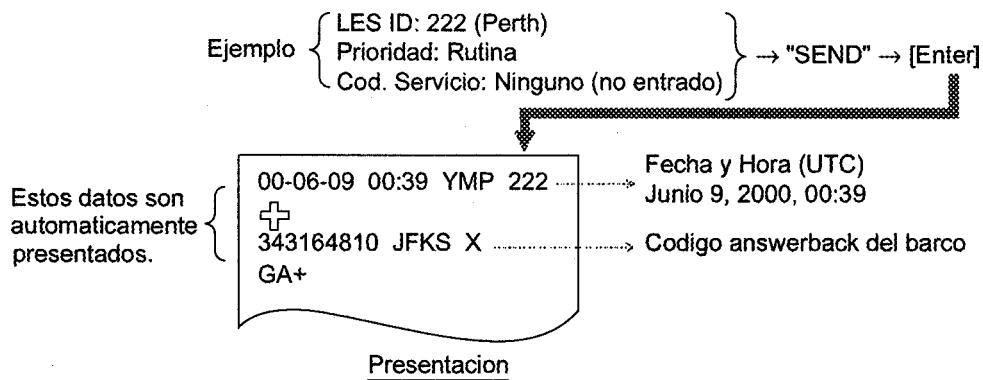 Ejemplo
LES ID: 222 (Perth)
Prioridad: Rutina
Cod. Servicio: Ninguno (no entrado)
→ "SEND" → [Enter]
Estos datos son
automaticamente
presentados.
00-06-09 00:39 YMP 222
343164810 JFKS X
GA+
Fecha y Hora (UTC)
Junio 9, 2000, 00:39
Codigo answerback del barco
Presentacion